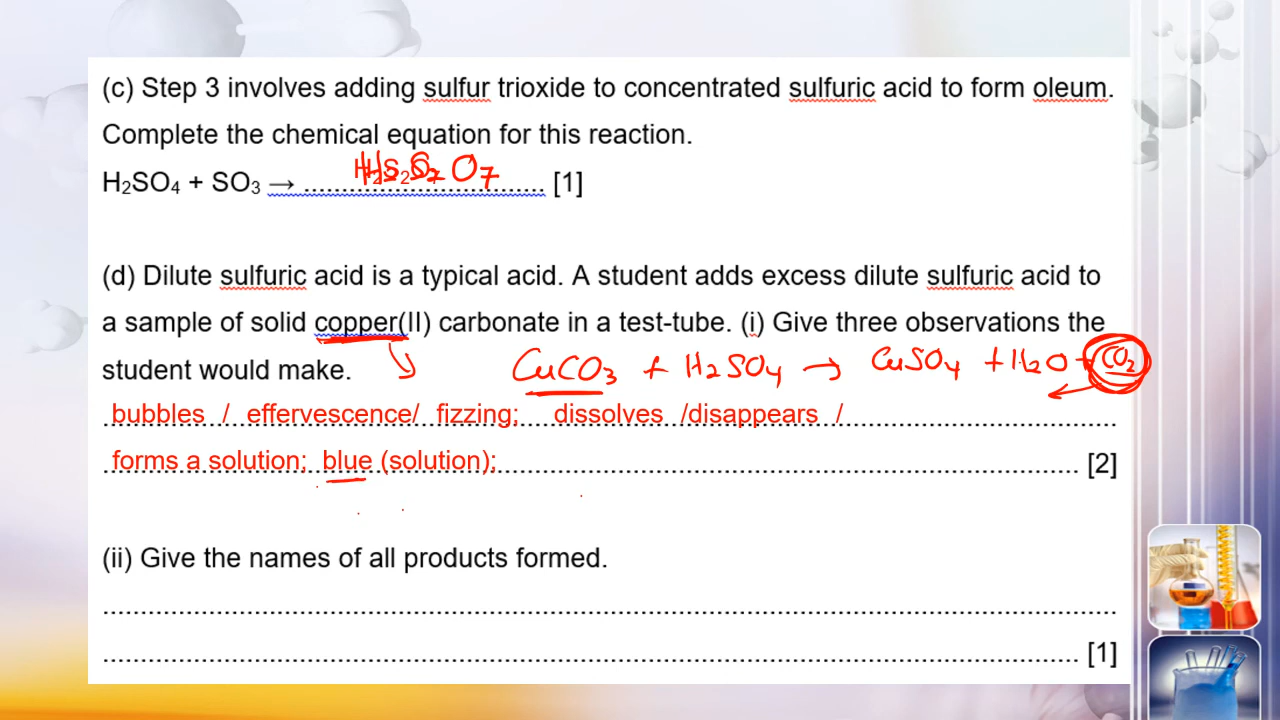 (c) Step 3 involves adding sulfur trioxide to concentrated sulfuric acid to form oleum.
Complete the chemical equation for this reaction.
H₂SO₄ + SO₃ → ............ H₂S₂O₇ ............ [1]
(d) Dilute sulfuric acid is a typical acid. A student adds excess dilute sulfuric acid to
a sample of solid copper(II) carbonate in a test-tube. (i) Give three observations the
student would make.
CuCO₃ + H₂SO₄ → CuSO₄ + H₂O + CO₂
bubbles / effervescence/ fizzing; dissolves /disappears /
forms a solution; blue (solution); [2]
(ii) Give the names of all products formed.
[1]